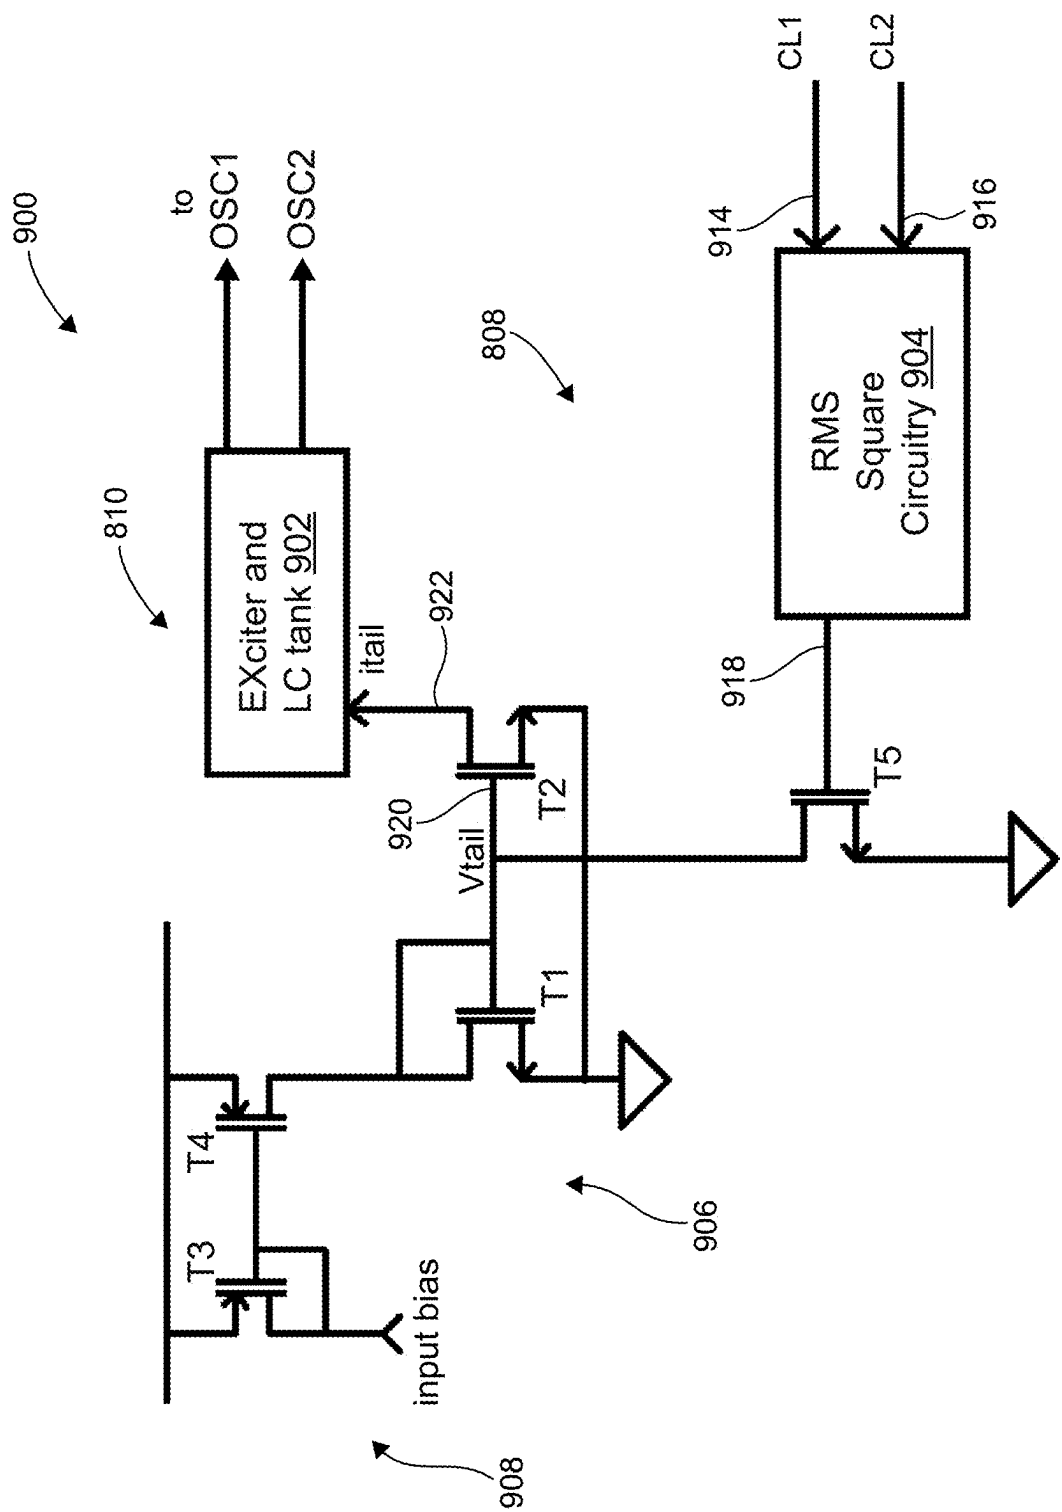 900
to
OSC1
OSC2
810
EXciter and
LC tank 902
itail
922
808
CL1
CL2
914
916
RMS
Square
Circuitry 904
918
T5
T2
920
Vtail
T1
T4
T3
input bias
906
908